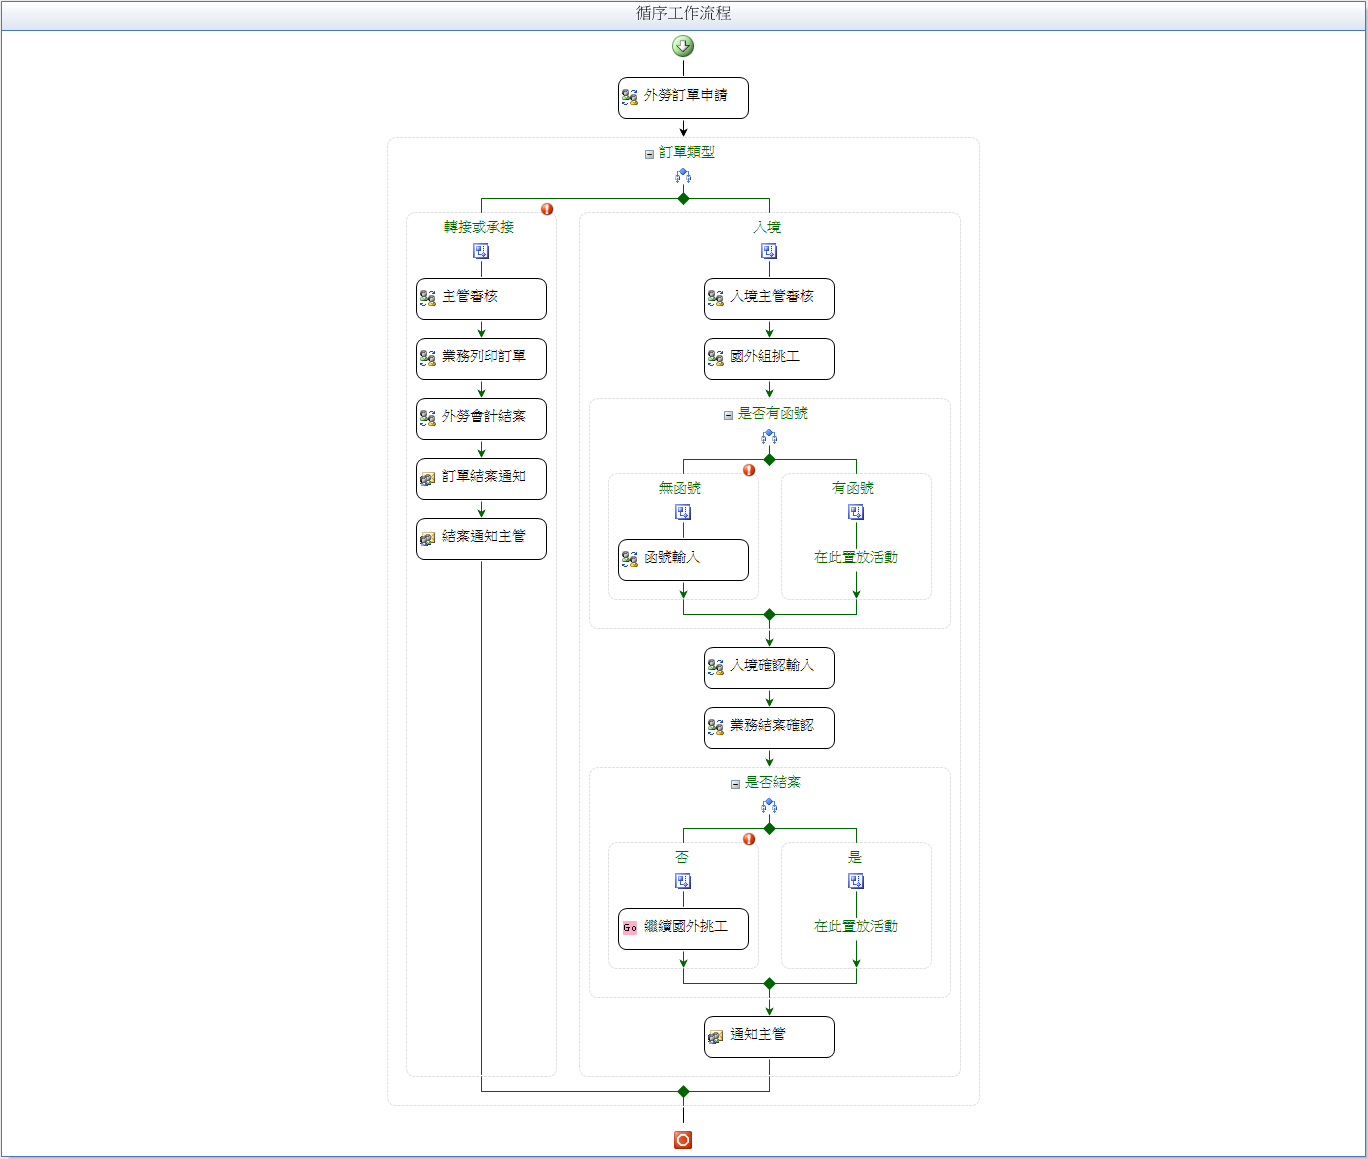 循序工作流程
外勞訂單申請
訂單類型
轉接或承接
主管審核
業務列印訂單
外勞會計結案
訂單結案通知
結案通知主管
入境
入境主管審核
國外組挑工
是否有函號
無函號
函號輸入
有函號
在此置放活動
入境確認輸入
業務結案確認
是否結案
否
Go 繼續國外挑工
是
在此置放活動
通知主管